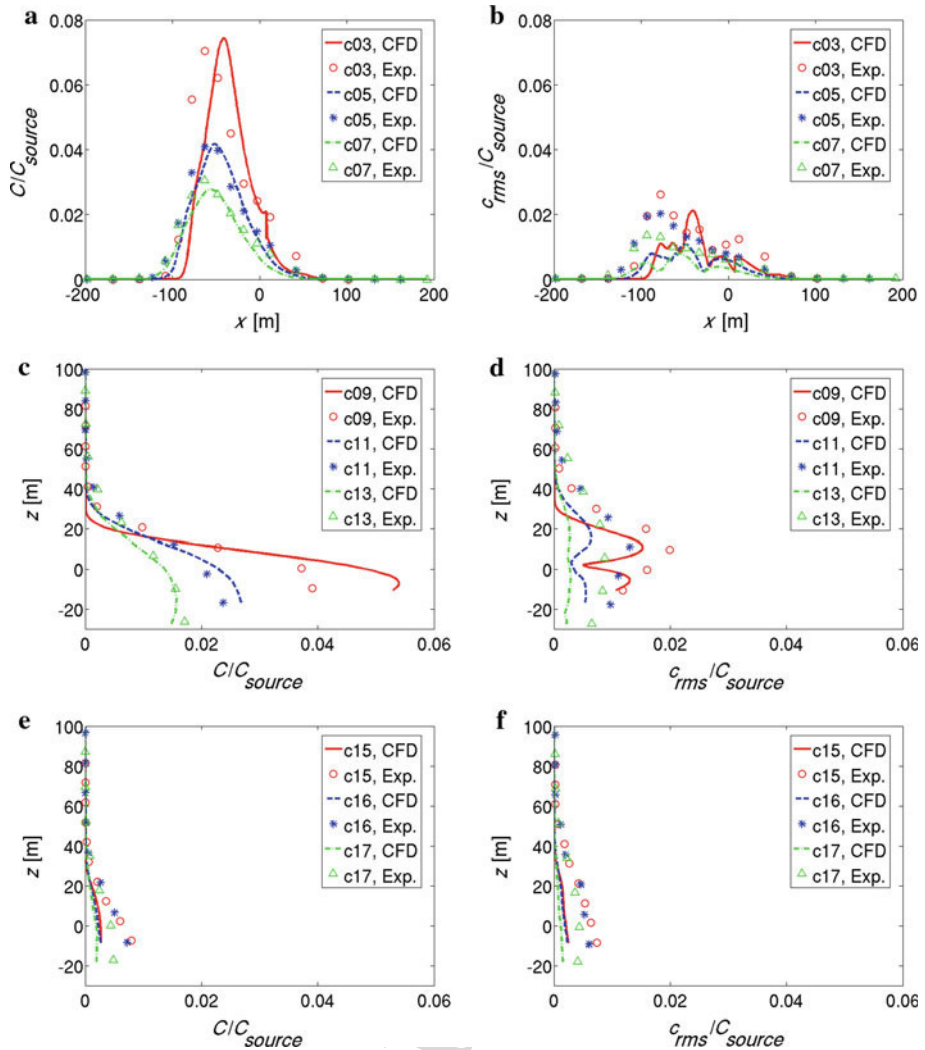 a
0.08
0.06
0.04
0.02
0
-200
-100
0
100
200
C/C_source
x [m]
c03, CFD
c03, Exp.
c05, CFD
c05, Exp.
c07, CFD
c07, Exp.
b
0.08
0.06
0.04
0.02
0
-200
-100
0
100
200
c_rms/C_source
x [m]
c03, CFD
c03, Exp.
c05, CFD
c05, Exp.
c07, CFD
c07, Exp.
c
100
80
60
40
20
0
-20
0
0.02
0.04
0.06
z [m]
C/C_source
c09, CFD
c09, Exp.
c11, CFD
c11, Exp.
c13, CFD
c13, Exp.
d
100
80
60
40
20
0
-20
0
0.02
0.04
0.06
z [m]
c_rms/C_source
c09, CFD
c09, Exp.
c11, CFD
c11, Exp.
c13, CFD
c13, Exp.
e
100
80
60
40
20
0
-20
0
0.02
0.04
0.06
z [m]
C/C_source
c15, CFD
c15, Exp.
c16, CFD
c16, Exp.
c17, CFD
c17, Exp.
f
100
80
60
40
20
0
-20
0
0.02
0.04
0.06
z [m]
c_rms/C_source
c15, CFD
c15, Exp.
c16, CFD
c16, Exp.
c17, CFD
c17, Exp.